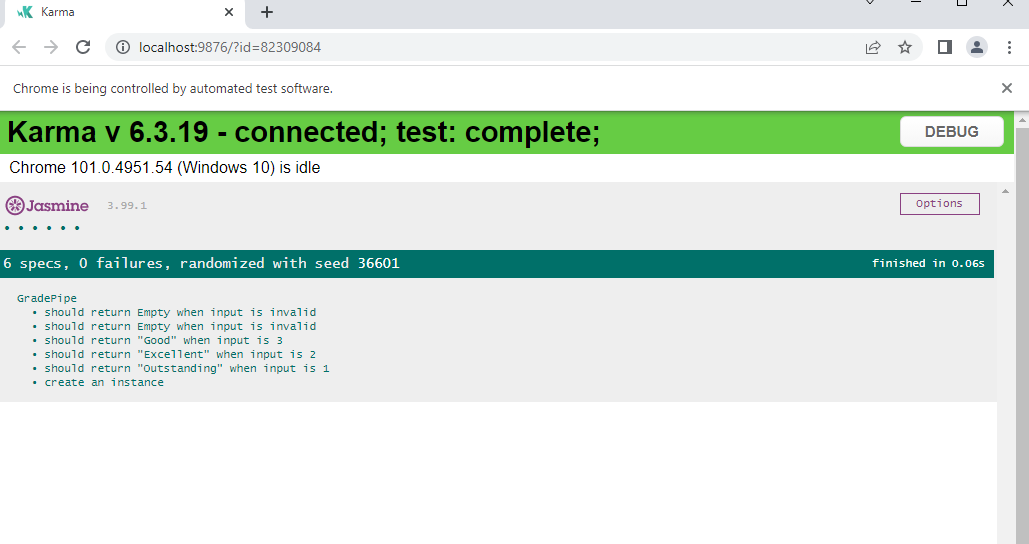 Karma
localhost:9876/?id=82309084
Chrome is being controlled by automated test software.
Karma v 6.3.19 - connected; test: complete;
DEBUG
Chrome 101.0.4951.54 (Windows 10) is idle
Jasmine 3.99.1
Options
• • • • • •
6 specs, 0 failures, randomized with seed 36601
finished in 0.06s
GradePipe
• should return Empty when input is invalid
• should return Empty when input is invalid
• should return "Good" when input is 3
• should return "Excellent" when input is 2
• should return "Outstanding" when input is 1
• create an instance